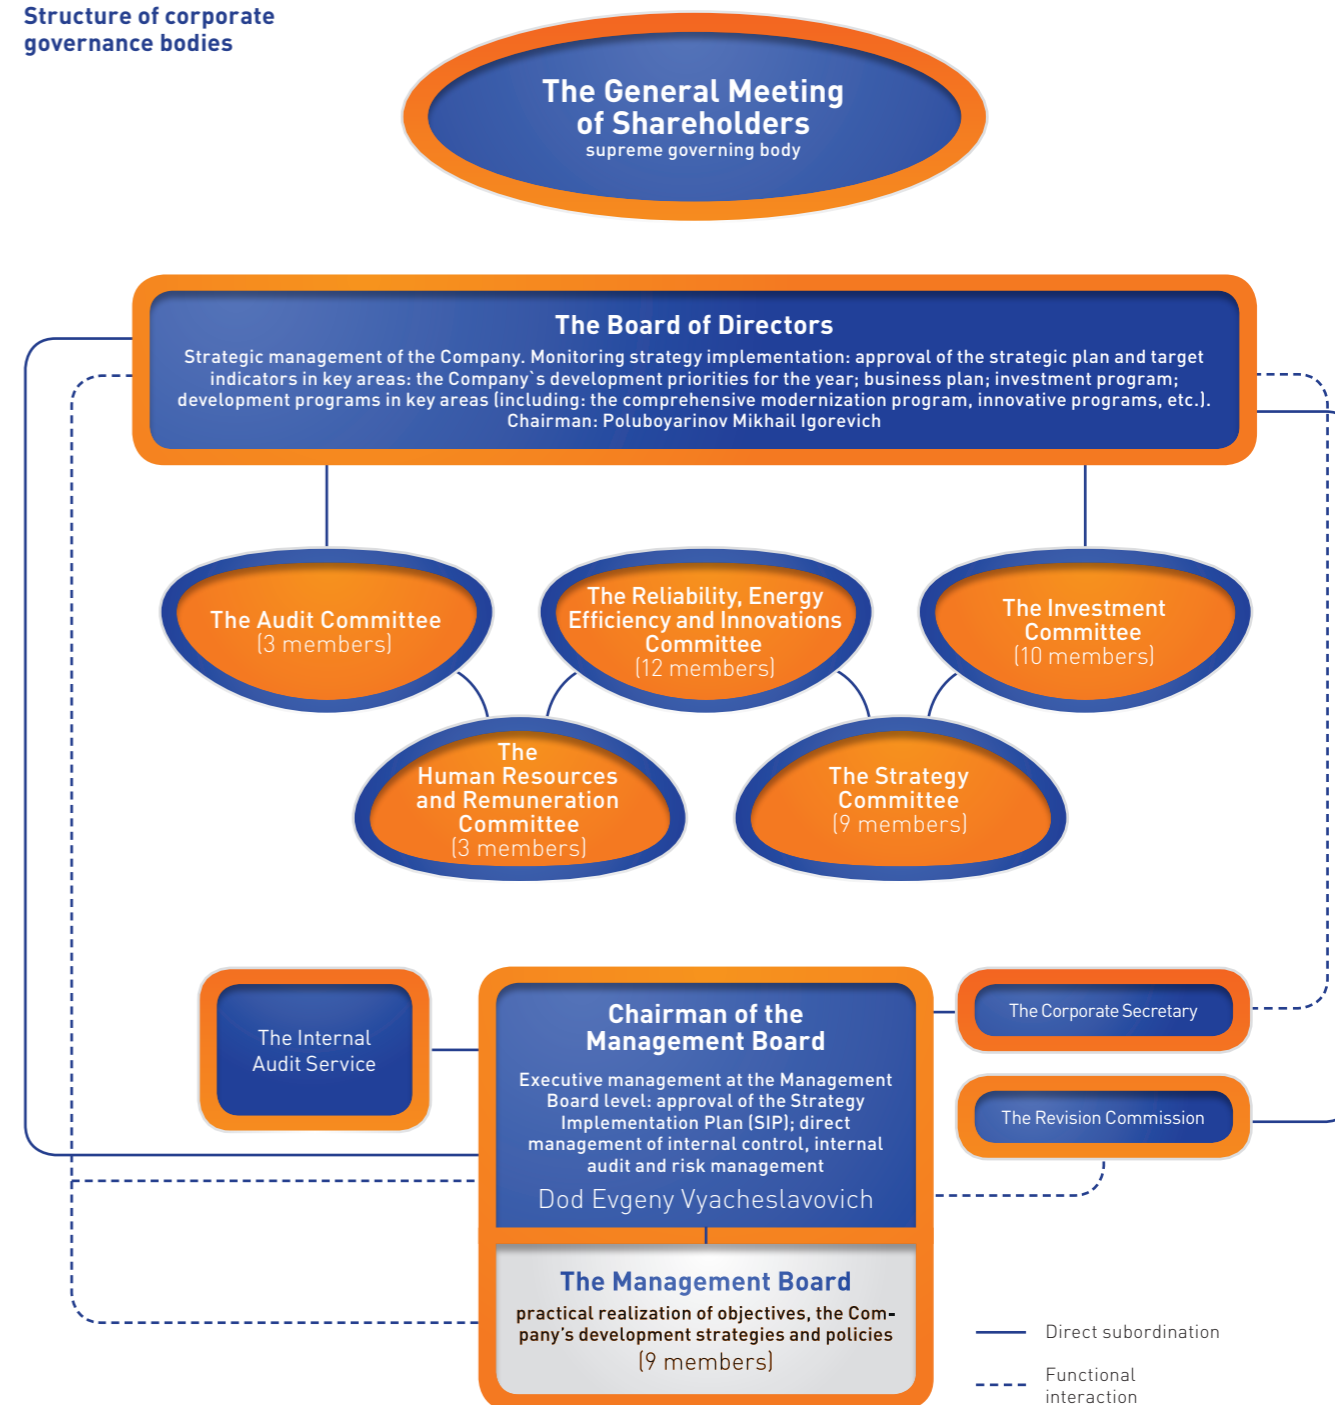 Structure of corporate
governance bodies
The General Meeting
of Shareholders
supreme governing body
The Board of Directors
Strategic management of the Company. Monitoring strategy implementation: approval of the strategic plan and target
indicators in key areas: the Company`s development priorities for the year; business plan; investment program;
development programs in key areas (including: the comprehensive modernization program, innovative programs, etc.).
Chairman: Poluboyarinov Mikhail Igorevich
The Audit Committee
(3 members)
The Reliability, Energy
Efficiency and Innovations
Committee
(12 members)
The Investment
Committee
(10 members)
The
Human Resources
and Remuneration
Committee
(3 members)
The Strategy
Committee
(9 members)
The Internal
Audit Service
Chairman of the
Management Board
Executive management at the Management
Board level: approval of the Strategy
Implementation Plan (SIP); direct
management of internal control, internal
audit and risk management
Dod Evgeny Vyacheslavovich
The Corporate Secretary
The Revision Commission
The Management Board
practical realization of objectives, the Com-
pany's development strategies and policies
(9 members)
Direct subordination
Functional
interaction